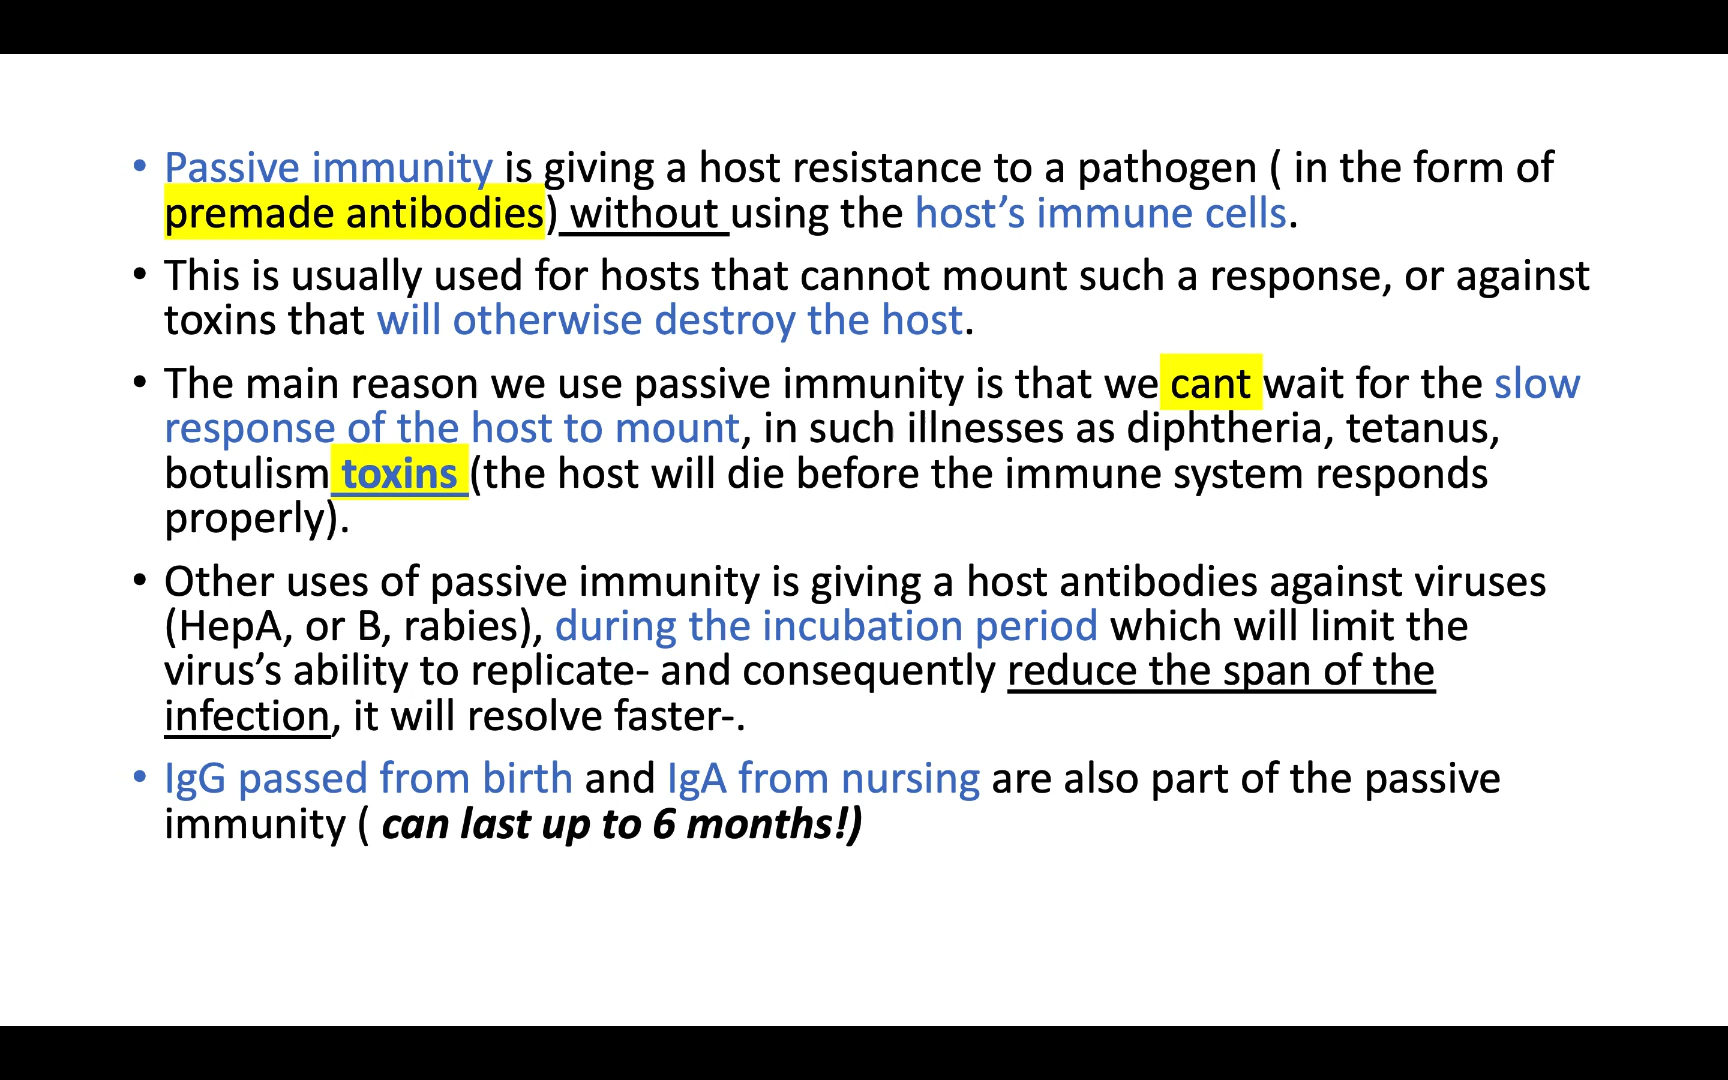 • Passive immunity is giving a host resistance to a pathogen ( in the form of
premade antibodies) without using the host’s immune cells.
• This is usually used for hosts that cannot mount such a response, or against
toxins that will otherwise destroy the host.
• The main reason we use passive immunity is that we cant wait for the slow
response of the host to mount, in such illnesses as diphtheria, tetanus,
botulism toxins (the host will die before the immune system responds
properly).
• Other uses of passive immunity is giving a host antibodies against viruses
(HepA, or B, rabies), during the incubation period which will limit the
virus’s ability to replicate- and consequently reduce the span of the
infection, it will resolve faster-.
• IgG passed from birth and IgA from nursing are also part of the passive
immunity ( can last up to 6 months!)